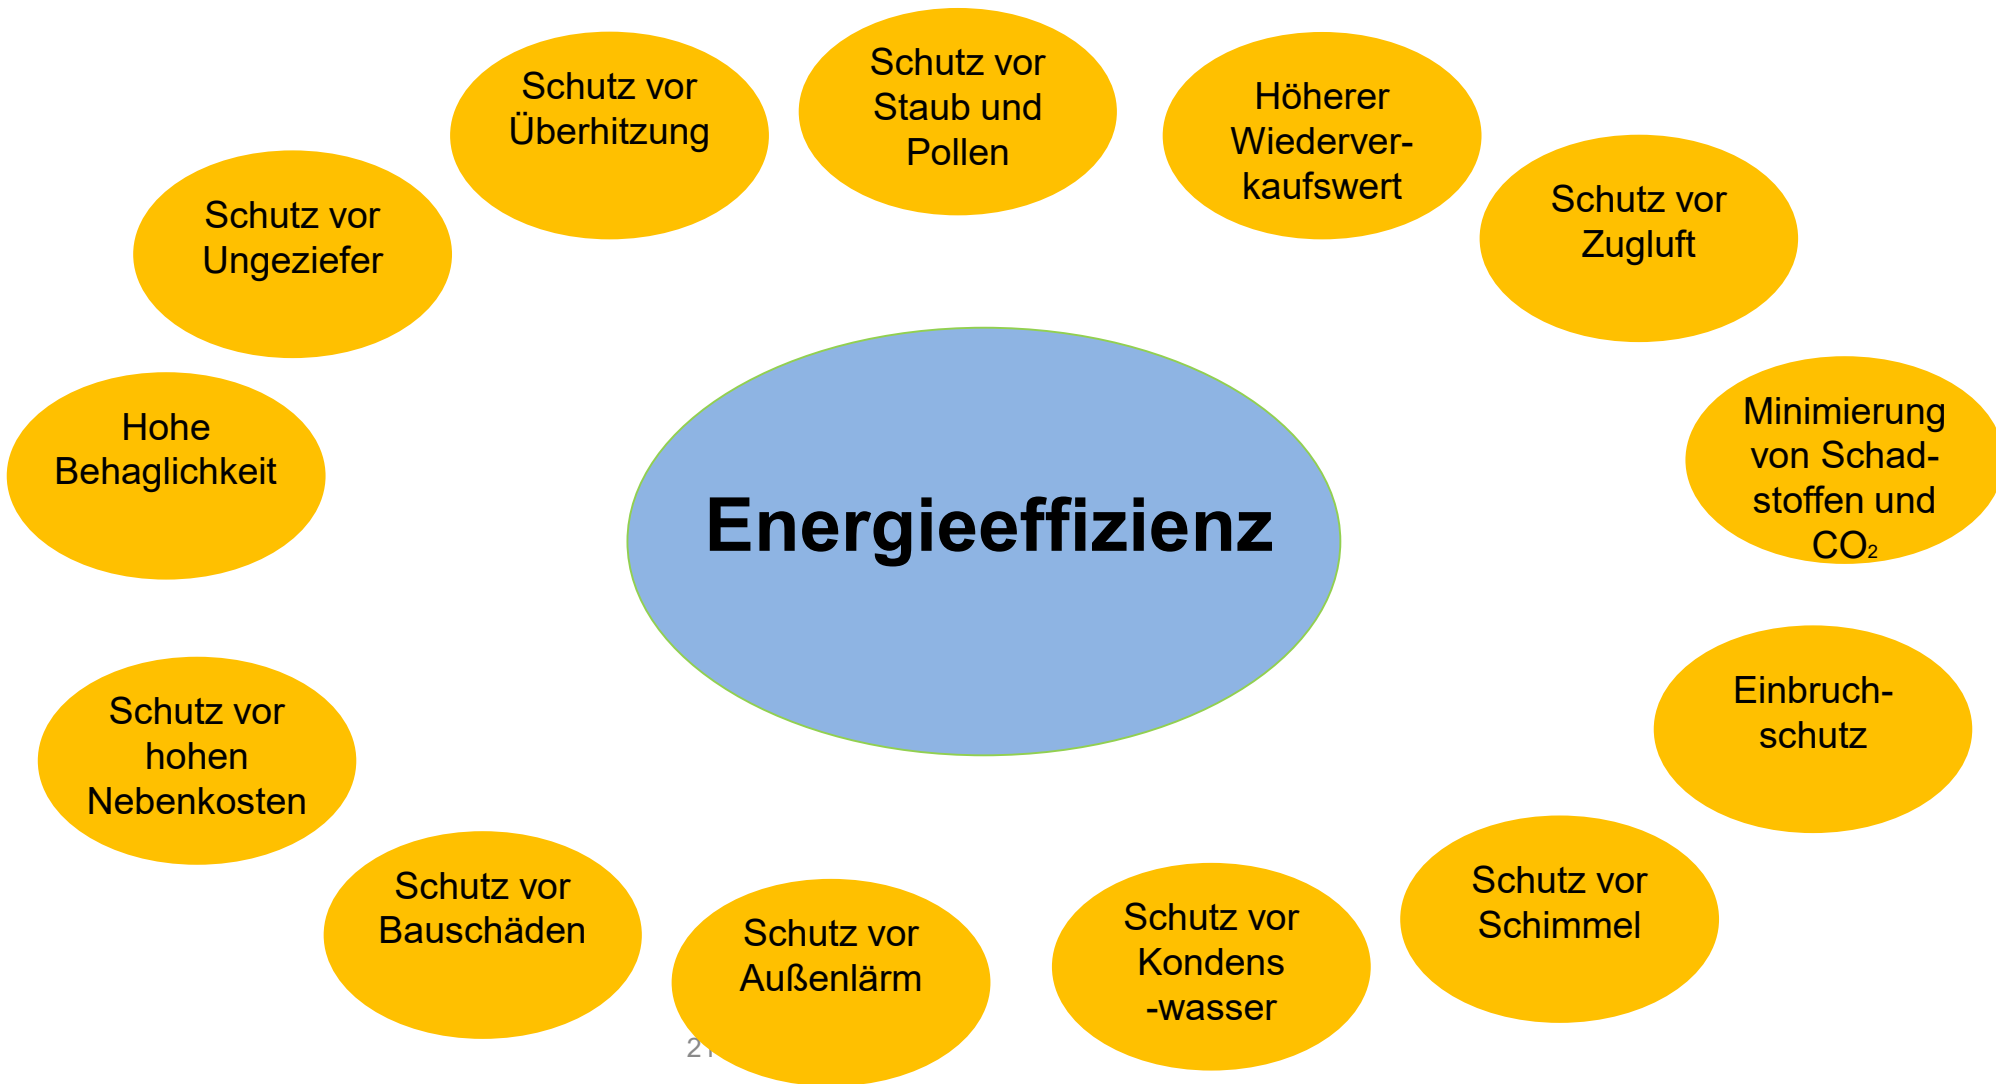 Schutz vor
Staub und
Pollen
Schutz vor
Überhitzung
Höherer
Wiederver-
kaufswert
Schutz vor
Zugluft
Schutz vor
Ungeziefer
Minimierung
von Schad-
stoffen und
CO₂
Hohe
Behaglichkeit
Energieeffizienz
Einbruch-
schutz
Schutz vor
hohen
Nebenkosten
Schutz vor
Schimmel
Schutz vor
Bauschäden
Schutz vor
Außenlärm
Schutz vor
Kondens
-wasser